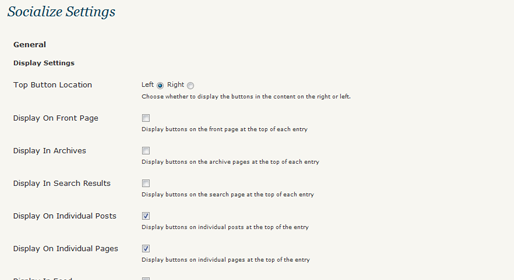 Socialize Settings
General
Display Settings
Top Button Location
Left Right
Choose whether to display the buttons in the content on the right or left.
Display On Front Page
Display buttons on the front page at the top of each entry
Display In Archives
Display buttons on the archive pages at the top of each entry
Display In Search Results
Display buttons on the search page at the top of each entry
Display On Individual Posts
Display buttons on individual posts at the top of the entry
Display On Individual Pages
Display buttons on individual pages at the top of the entry
Display In Feed